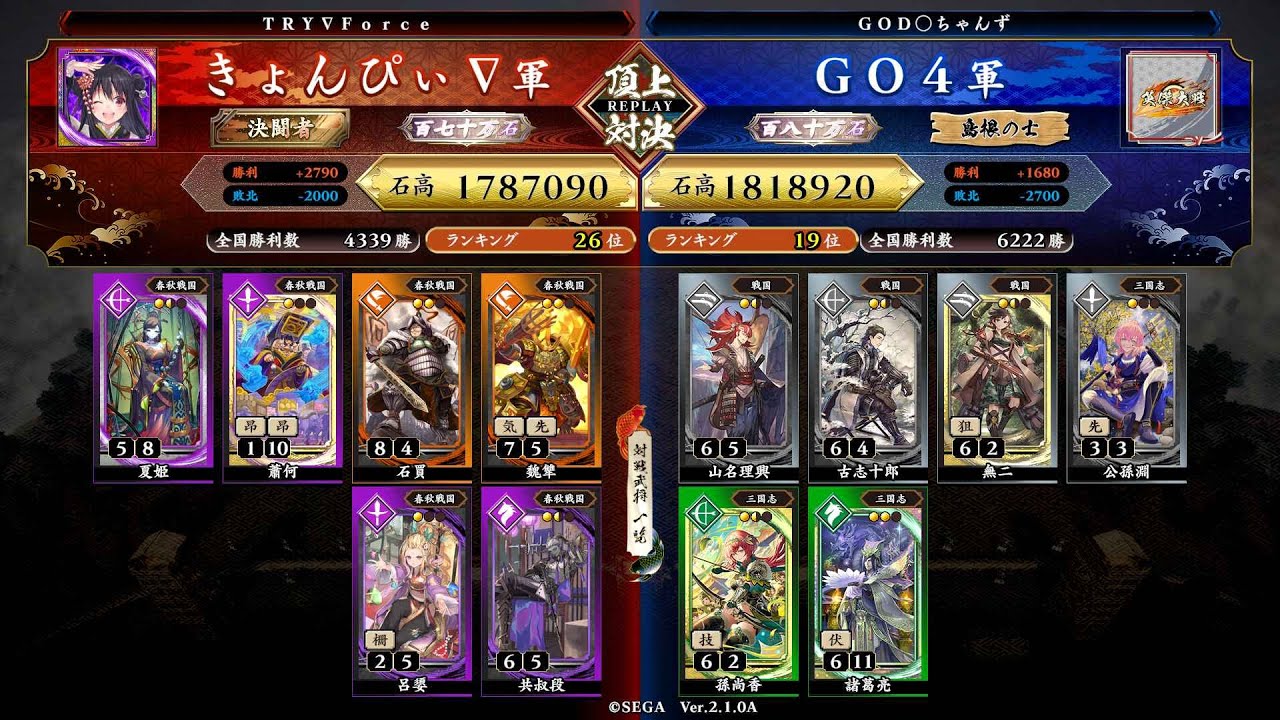 TRY∇Force
GOD〇ちゃんず
きょんぴぃ∇軍
頂上
REPLAY
対決
GO4軍
英傑大戦
決闘者
百七十万石
百八十万石
島根の士
勝利 +2790
敗北 -2000
石高 1787090
石高 1818920
勝利 +1680
敗北 -2700
全国勝利数 4339勝
ランキング 26位
ランキング 19位
全国勝利数 6222勝
春秋戦国
5 8
夏姫
春秋戦国
昂 昂
1 10
蕭何
春秋戦国
8 4
石買
春秋戦国
気 先
7 5
魏犨
戦国
6 5
山名理興
戦国
6 4
古志十郎
戦国
狙
6 2
無二
三国志
先
3 3
公孫淵
対戦武将一覧
春秋戦国
柵
2 5
呂嬃
春秋戦国
6 5
共叔段
三国志
技
6 2
孫尚香
三国志
伏
6 11
諸葛亮
©SEGA Ver.2.1.0A